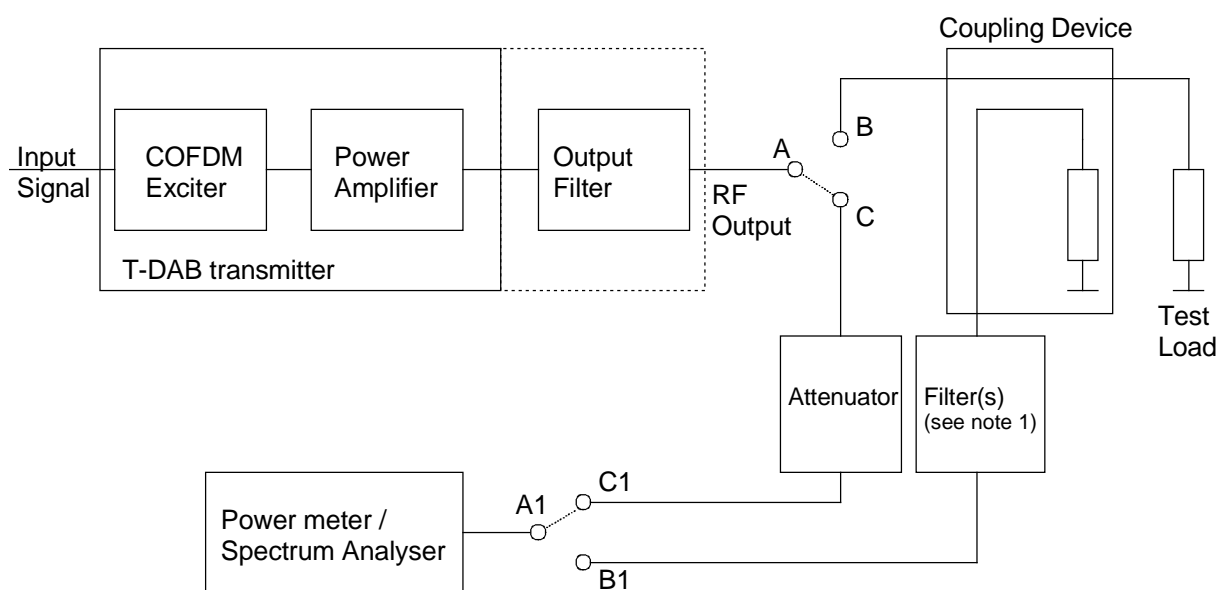 Coupling Device
Input
Signal
COFDM
Exciter
Power
Amplifier
Output
Filter
T-DAB transmitter
RF
Output
A
B
C
Test
Load
Attenuator
Filter(s)
(see note 1)
Power meter /
Spectrum Analyser
A1
C1
B1